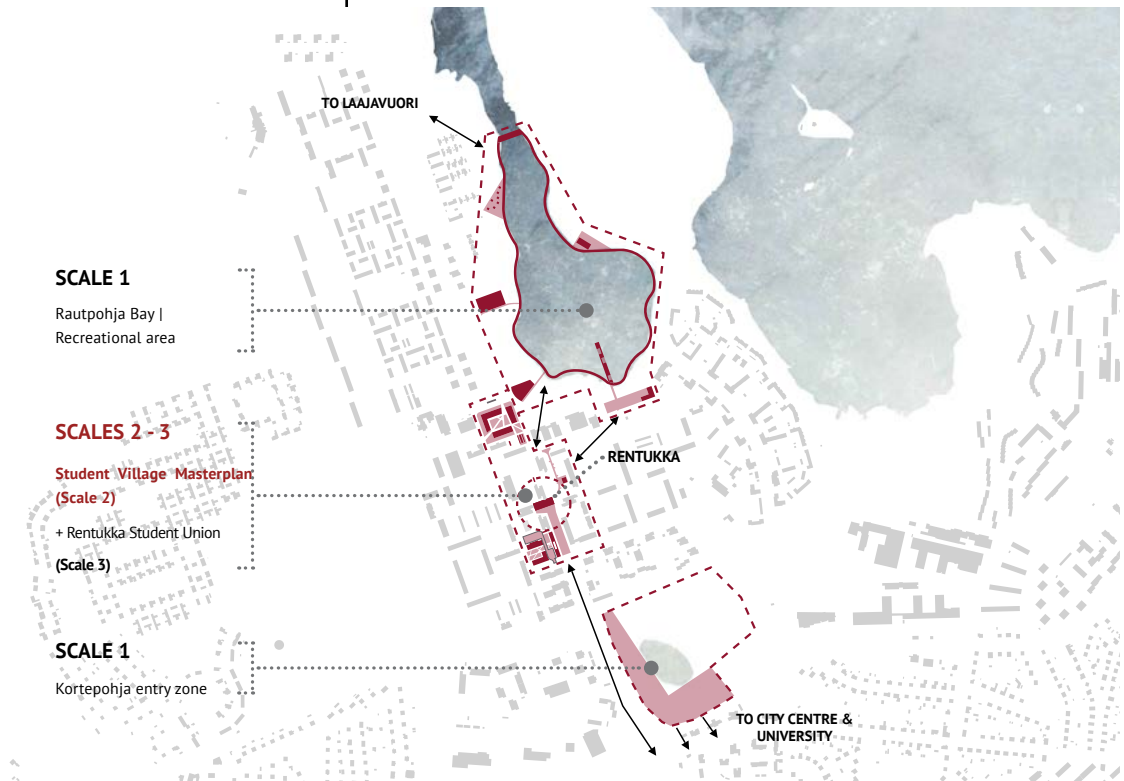 TO LAAJAVUORI
SCALE 1
Rautpohja Bay |
Recreational area
SCALES 2 - 3
Student Village Masterplan
(Scale 2)
+ Rentukka Student Union
(Scale 3)
RENTUKKA
SCALE 1
Kortepohja entry zone
TO CITY CENTRE &
UNIVERSITY